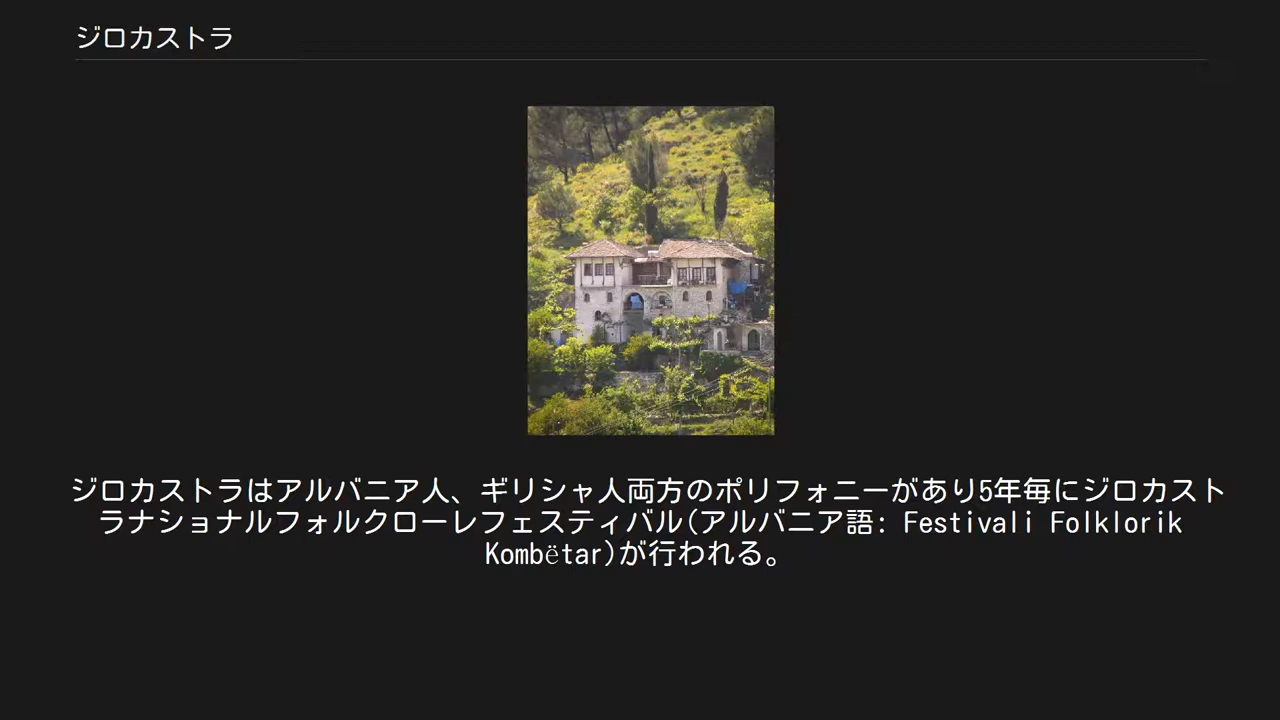 ジロカストラ
ジロカストラはアルバニア人、ギリシャ人両方のポリフォニーがあり5年毎にジロカスト
ラナショナルフォルクローレフェスティバル(アルバニア語: Festivali Folklorik
Kombëtar)が行われる。